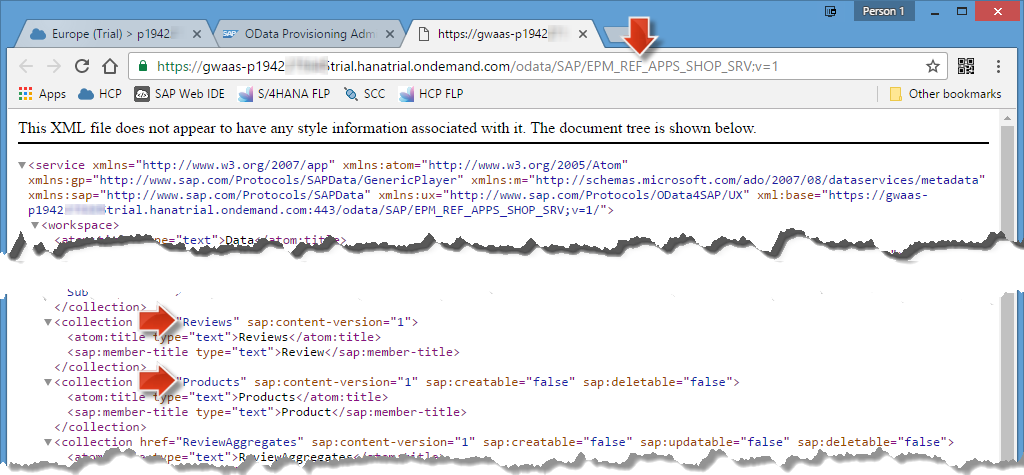 Person 1
Europe (Trial) > p1942
OData Provisioning Adm
https://gwaas-p1942
https://gwaas-p1942 trial.hanatrial.ondemand.com/odata/SAP/EPM_REF_APPS_SHOP_SRV;v=1
Apps HCP SAP Web IDE S/4HANA FLP SCC HCP FLP Other bookmarks
This XML file does not appear to have any style information associated with it. The document tree is shown below.
▼<service xmlns="http://www.w3.org/2007/app" xmlns:atom="http://www.w3.org/2005/Atom"
xmlns:gp="http://www.sap.com/Protocols/SAPData/GenericPlayer" xmlns:m="http://schemas.microsoft.com/ado/2007/08/dataservices/metadata"
xmlns:sap="http://www.sap.com/Protocols/SAPData" xmlns:ux="http://www.sap.com/Protocols/OData4SAP/UX" xml:base="https://gwaas-
p1942 trial.hanatrial.ondemand.com:443/odata/SAP/EPM_REF_APPS_SHOP_SRV;v=1/">
▼<workspace>
<atom:title type="text">Data</atom:title>
Sub
</collection>
▼<collection "Reviews" sap:content-version="1">
<atom:title type="text">Reviews</atom:title>
<sap:member-title type="text">Review</sap:member-title>
</collection>
▼<collection "Products" sap:content-version="1" sap:creatable="false" sap:deletable="false">
<atom:title type="text">Products</atom:title>
<sap:member-title type="text">Product</sap:member-title>
</collection>
▼<collection href="ReviewAggregates" sap:content-version="1" sap:creatable="false" sap:updatable="false" sap:deletable="false">
<atom:title type="text">ReviewAggregates</atom:title>